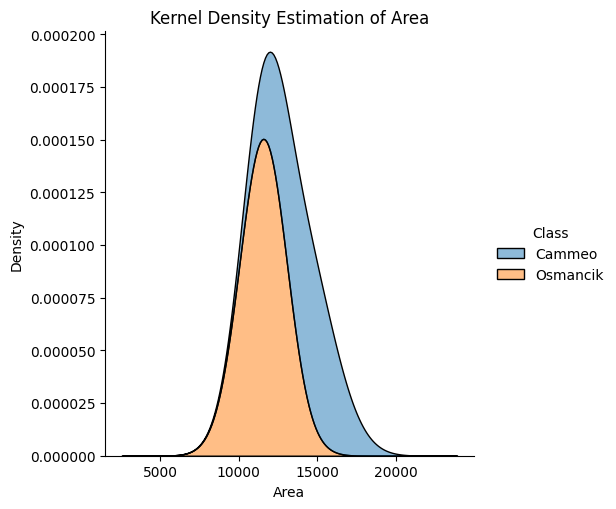 Kernel Density Estimation of Area
0.000200
0.000175
0.000150
0.000125
0.000100
0.000075
0.000050
0.000025
0.000000
Density
5000 10000 15000 20000
Area
Class
Cammeo
Osmancik